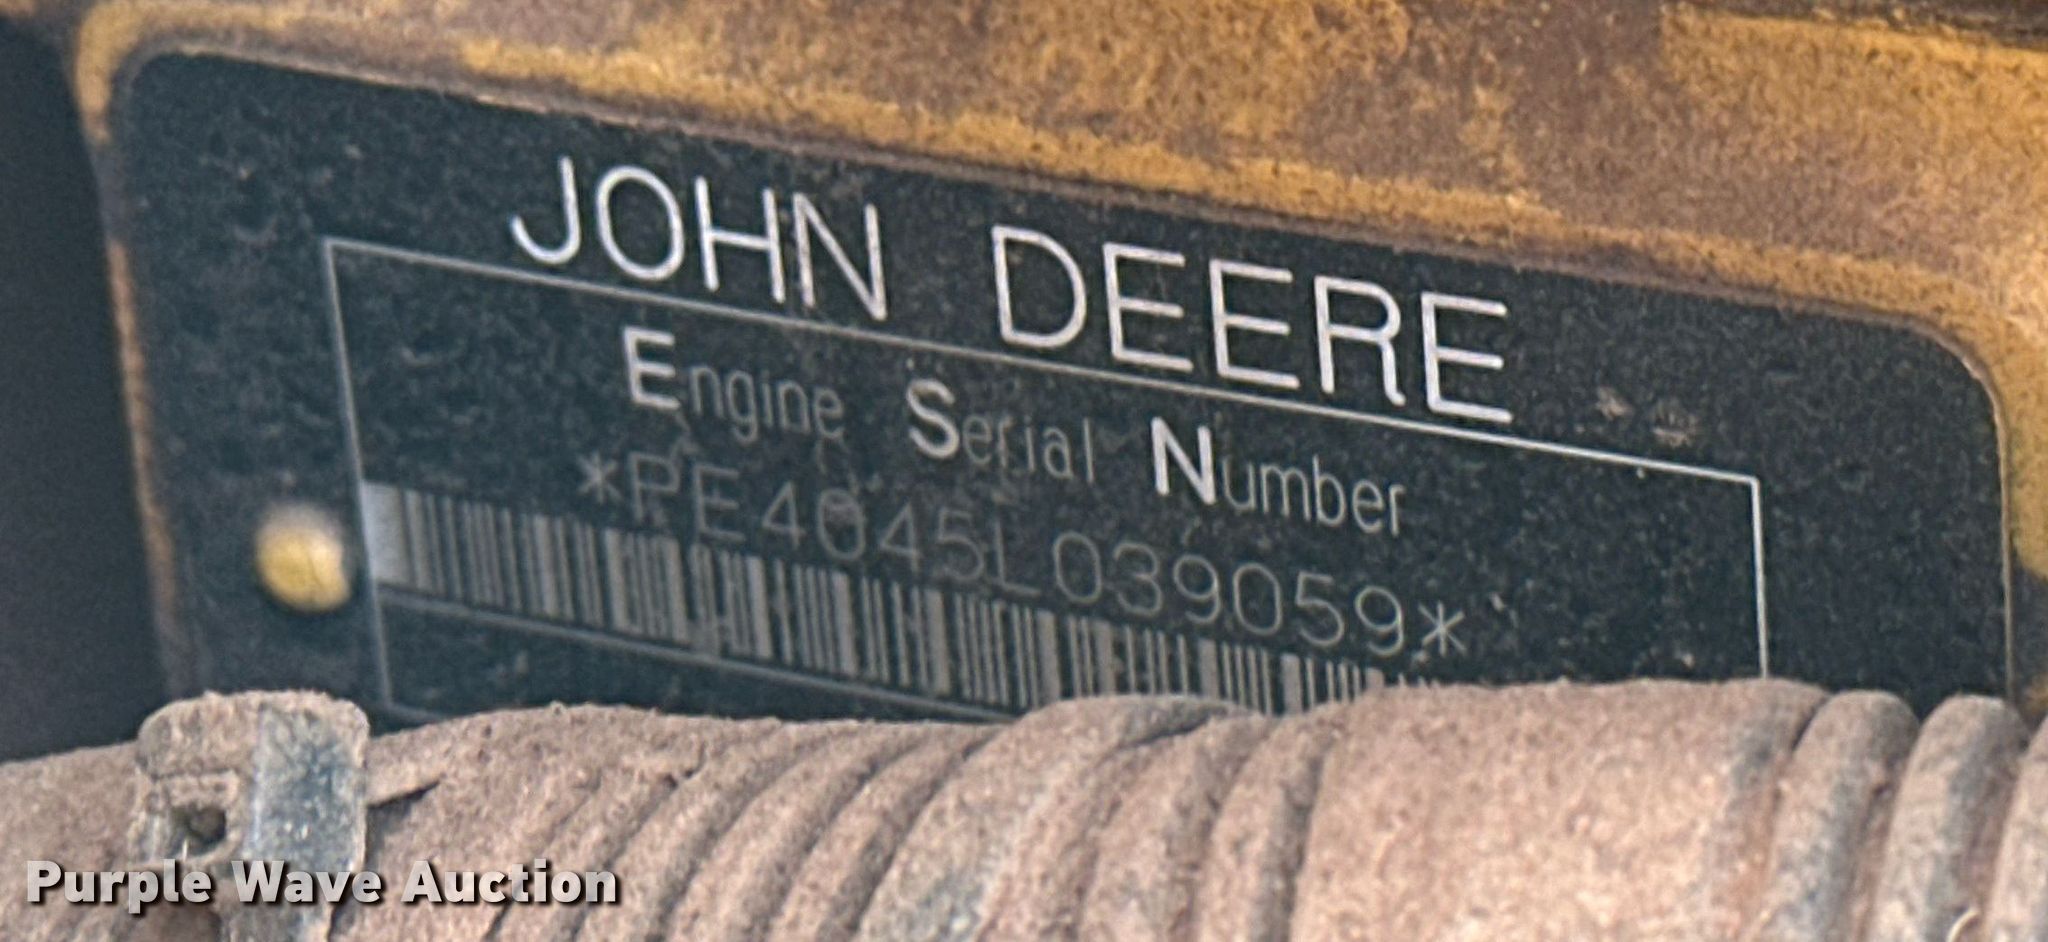 JOHN DEERE
Engine Serial Number
*PE4045L039059*
Purple Wave Auction